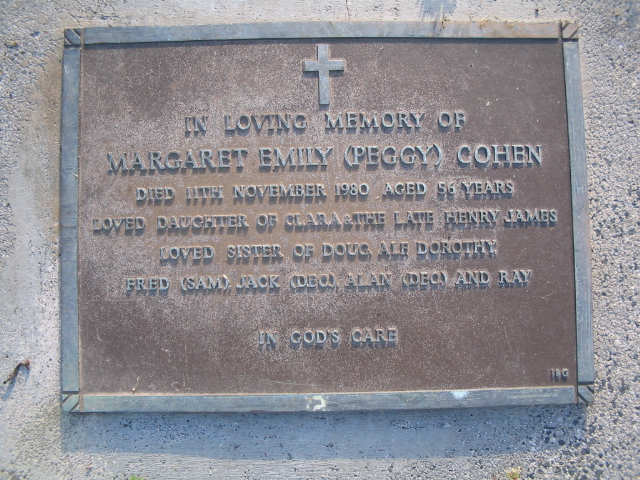 IN LOVING MEMORY OF
MARGARET EMILY (PEGGY) COHEN
DIED 11TH NOVEMBER 1980 AGED 56 YEARS
LOVED DAUGHTER OF CLARA & THE LATE HENRY JAMES
LOVED SISTER OF DOUG, ALF, DOROTHY,
FRED (SAM), JACK (DEC), ALAN (DEC) AND RAY
IN GOD'S CARE